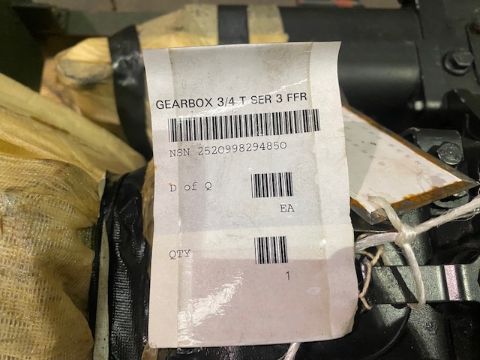 GEARBOX 3/4 T SER 3 FFR
NSN 2520998294850
D of Q
EA
QTY
1